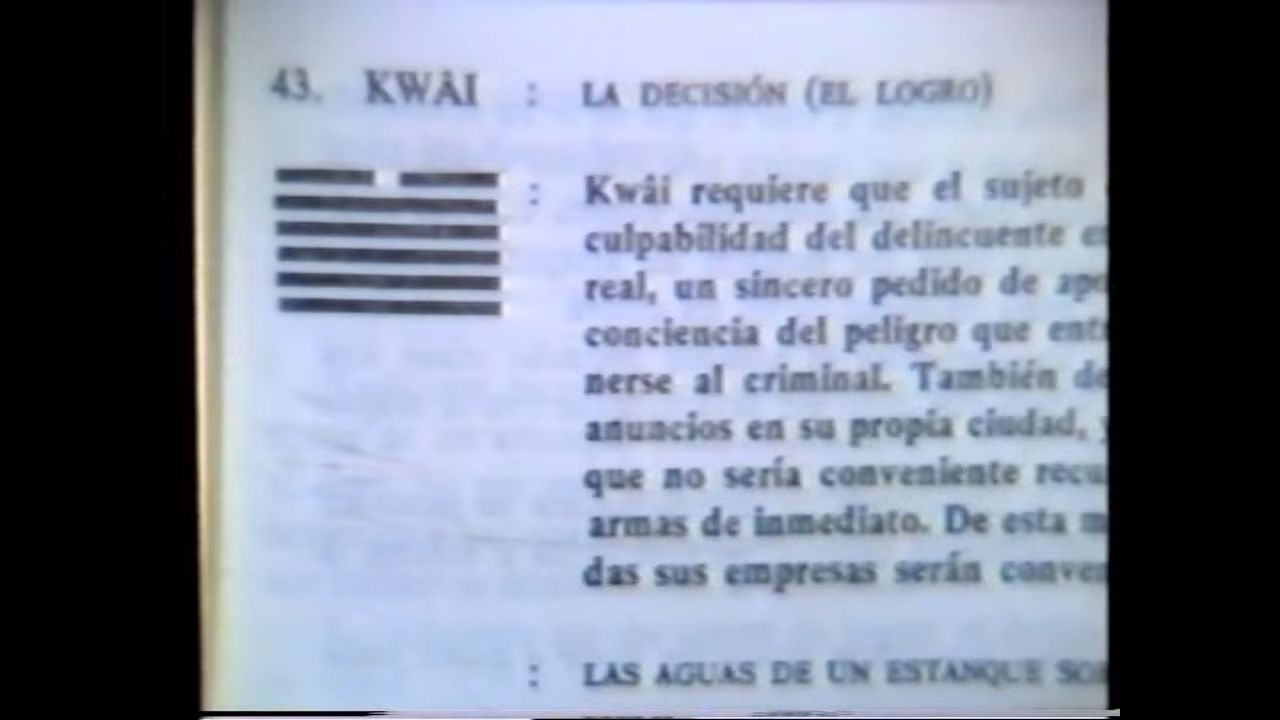 43. KWÂI : LA DECISIÓN (EL LOGRO)
: Kwâi requiere que el sujeto
culpabilidad del delincuente
real, un sincero pedido de
conciencia del peligro que
nerse al criminal. También
anuncios en su propia ciudad,
que no sería conveniente
armas de inmediato. De esta
das sus empresas serán
: LAS AGUAS DE UN ESTANQUE